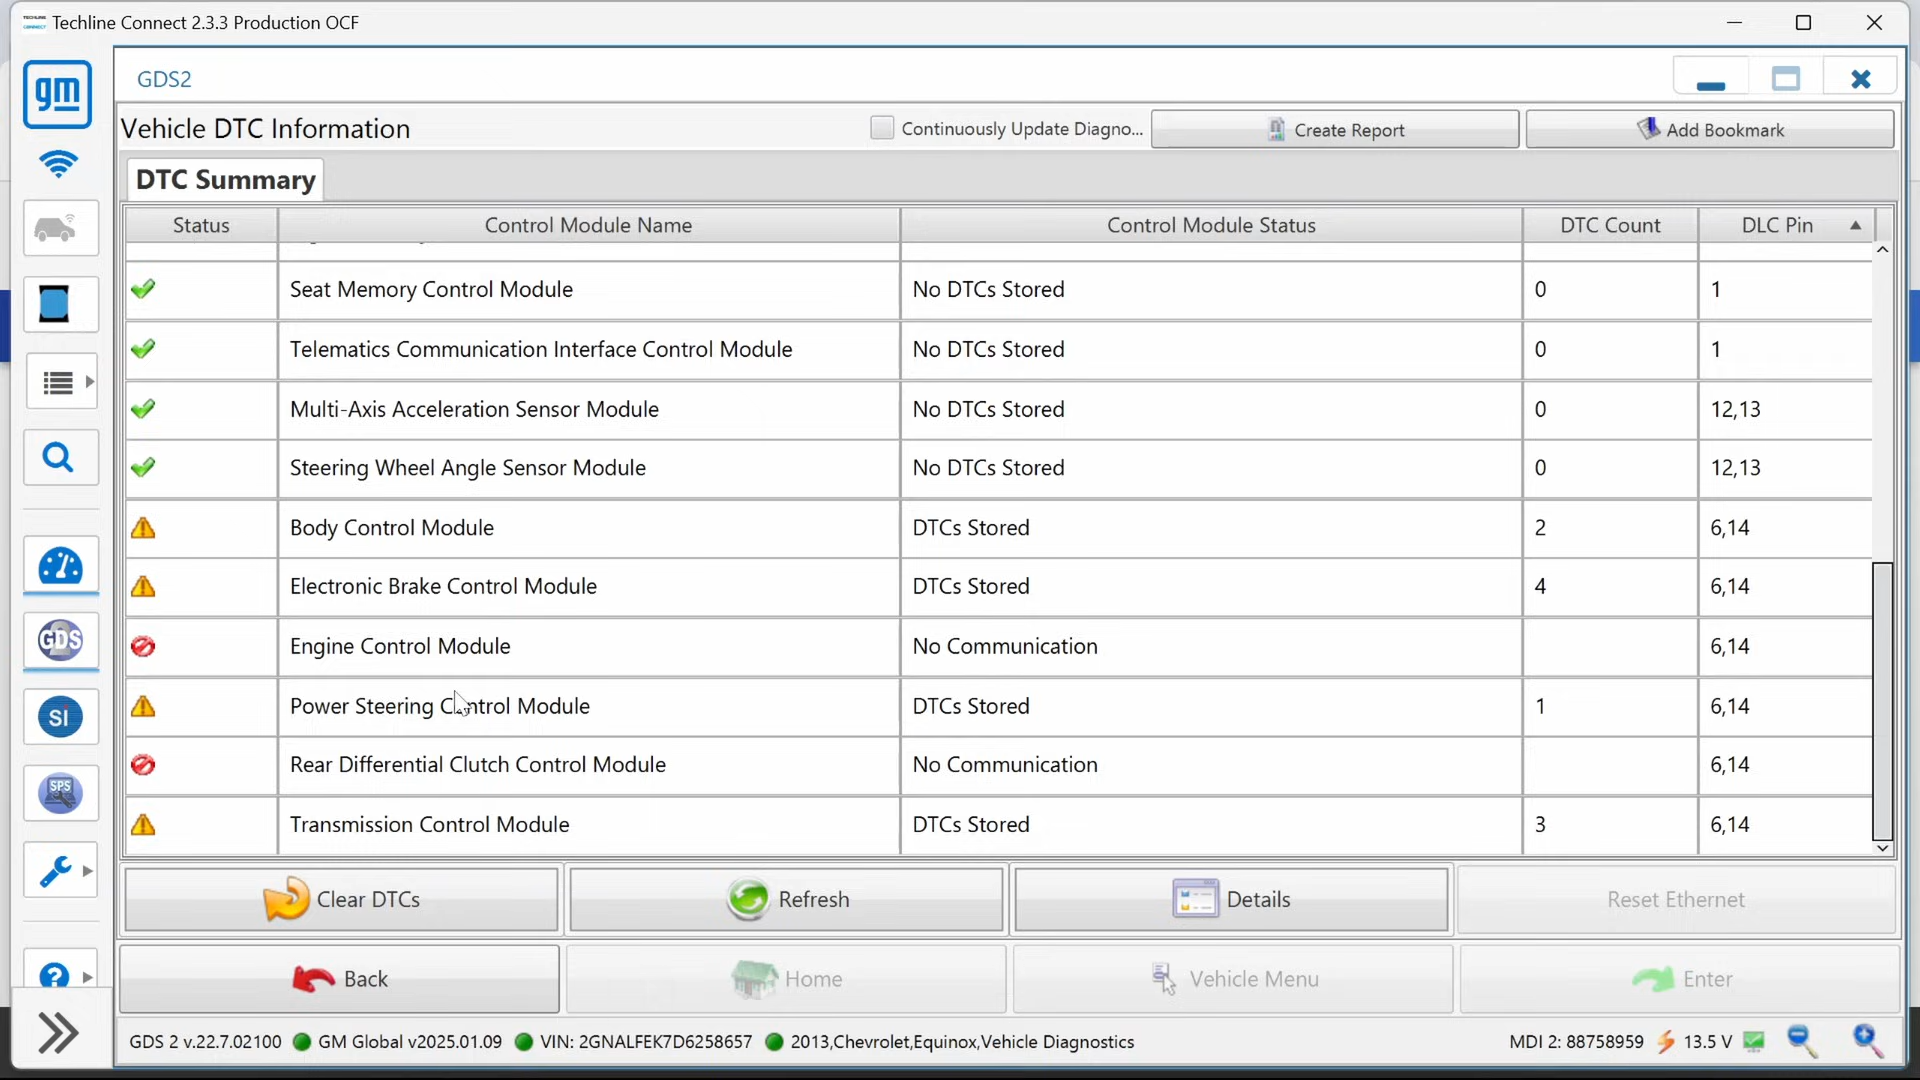 TECHLINE CONNECT Techline Connect 2.3.3 Production OCF
gm
GDS2
Vehicle DTC Information
Continuously Update Diagno...
Create Report
Add Bookmark
DTC Summary
Status Control Module Name Control Module Status DTC Count DLC Pin
Seat Memory Control Module No DTCs Stored 0 1
Telematics Communication Interface Control Module No DTCs Stored 0 1
Multi-Axis Acceleration Sensor Module No DTCs Stored 0 12,13
Steering Wheel Angle Sensor Module No DTCs Stored 0 12,13
Body Control Module DTCs Stored 2 6,14
Electronic Brake Control Module DTCs Stored 4 6,14
GDS
Engine Control Module No Communication 6,14
Power Steering Control Module DTCs Stored 1 6,14
SI
Rear Differential Clutch Control Module No Communication 6,14
SPS
Transmission Control Module DTCs Stored 3 6,14
Clear DTCs Refresh Details Reset Ethernet
?
Back Home Vehicle Menu Enter
GDS 2 v.22.7.02100 GM Global v2025.01.09 VIN: 2GNALFEK7D6258657 2013,Chevrolet,Equinox,Vehicle Diagnostics MDI 2: 88758959 13.5 V